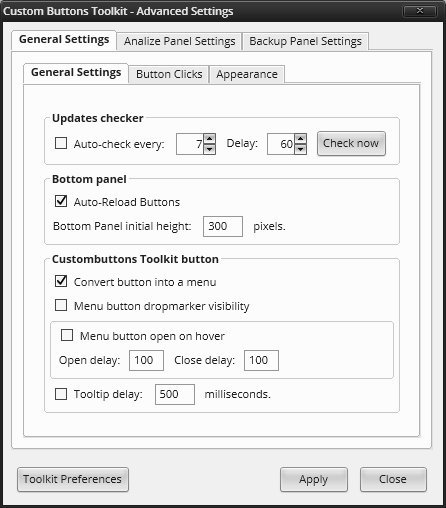 Custom Buttons Toolkit - Advanced Settings
General Settings Analize Panel Settings Backup Panel Settings
General Settings Button Clicks Appearance
Updates checker
Auto-check every: 7 Delay: 60 Check now
Bottom panel
Auto-Reload Buttons
Bottom Panel initial height: 300 pixels.
Custombuttons Toolkit button
Convert button into a menu
Menu button dropmarker visibility
Menu button open on hover
Open delay: 100 Close delay: 100
Tooltip delay: 500 milliseconds.
Toolkit Preferences Apply Close